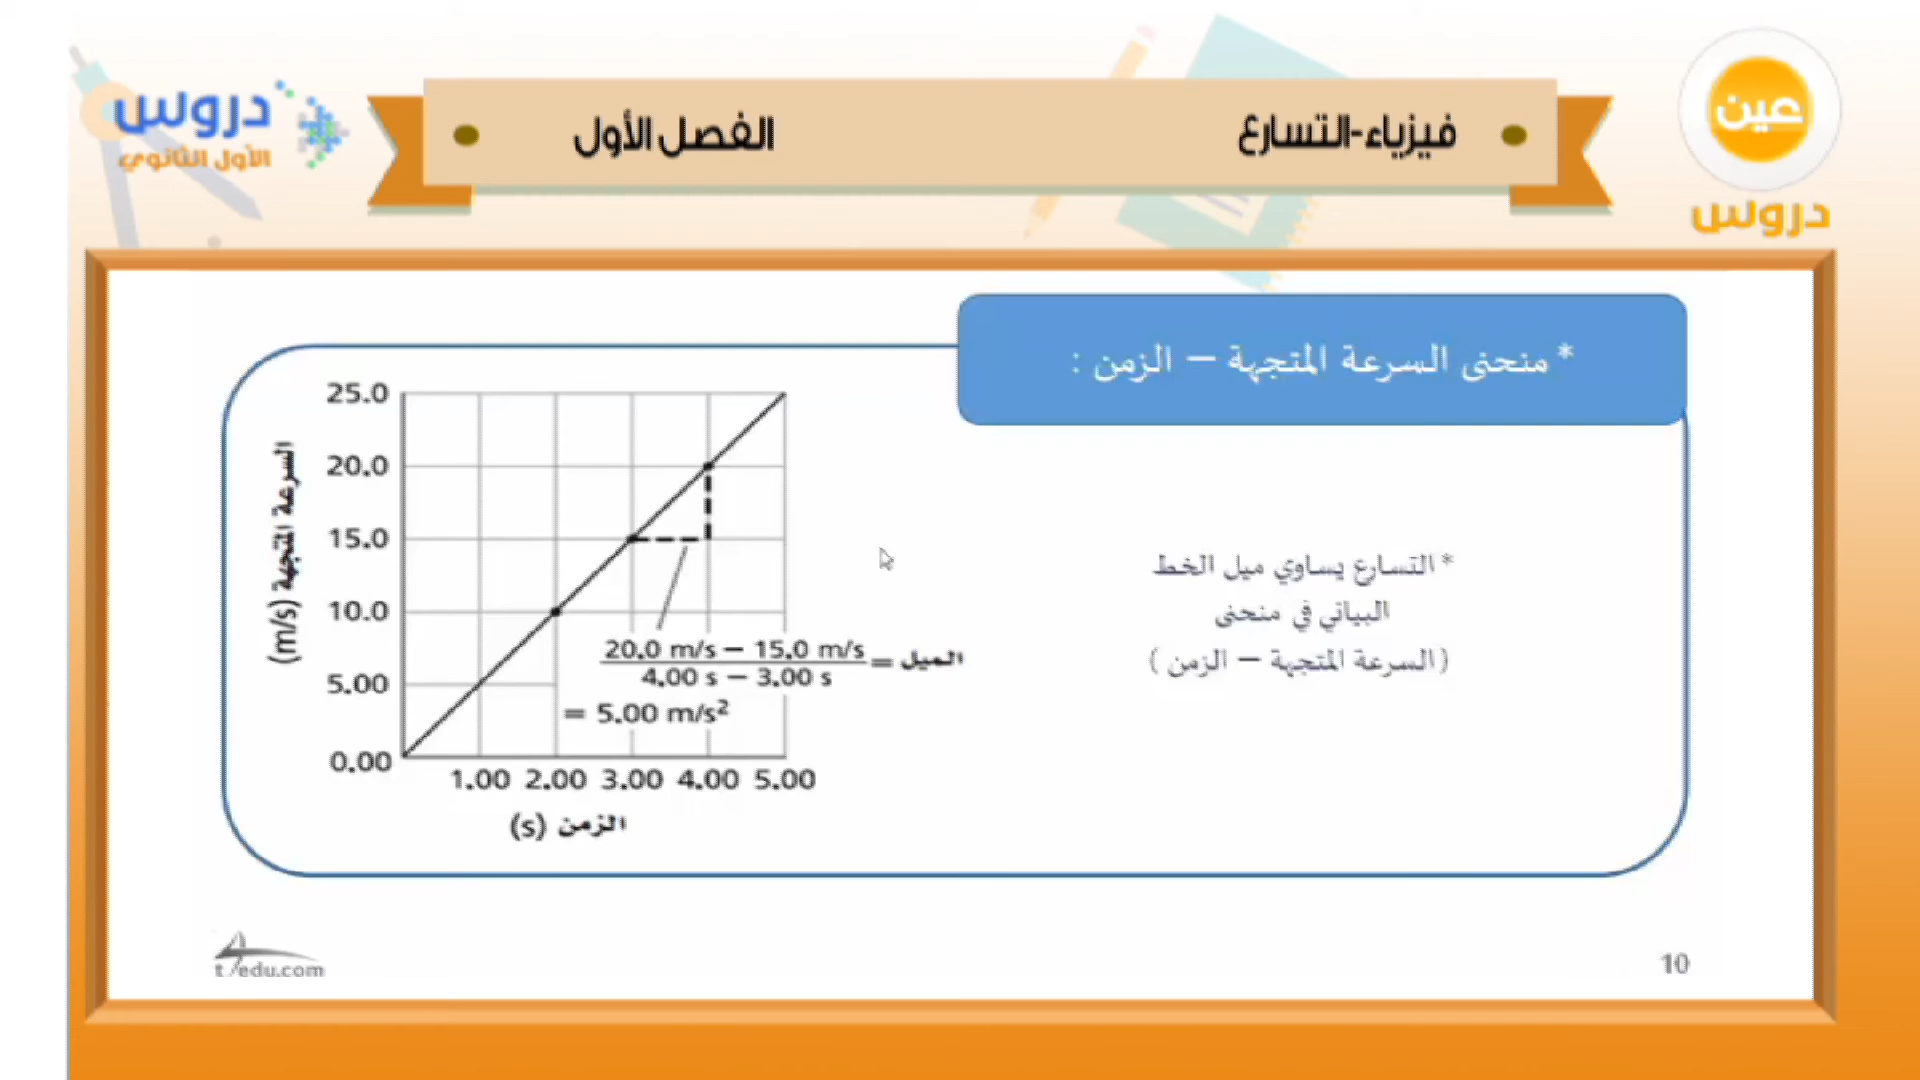 دروس
الأول الثانوي
فيزياء-التسارع
الفصل الأول
عين
دروس
* منحنى السرعة المتجهة – الزمن :
* التسارع يساوي ميل الخط
البياني في منحنى
( السرعة المتجهة – الزمن )
السرعة المتجهة (m/s)
25.0
20.0
15.0
10.0
5.00
0.00
1.00 2.00 3.00 4.00 5.00
الزمن (s)
الميل = 20.0 m/s − 15.0 m/s
4.00 s − 3.00 s
= 5.00 m/s²
10